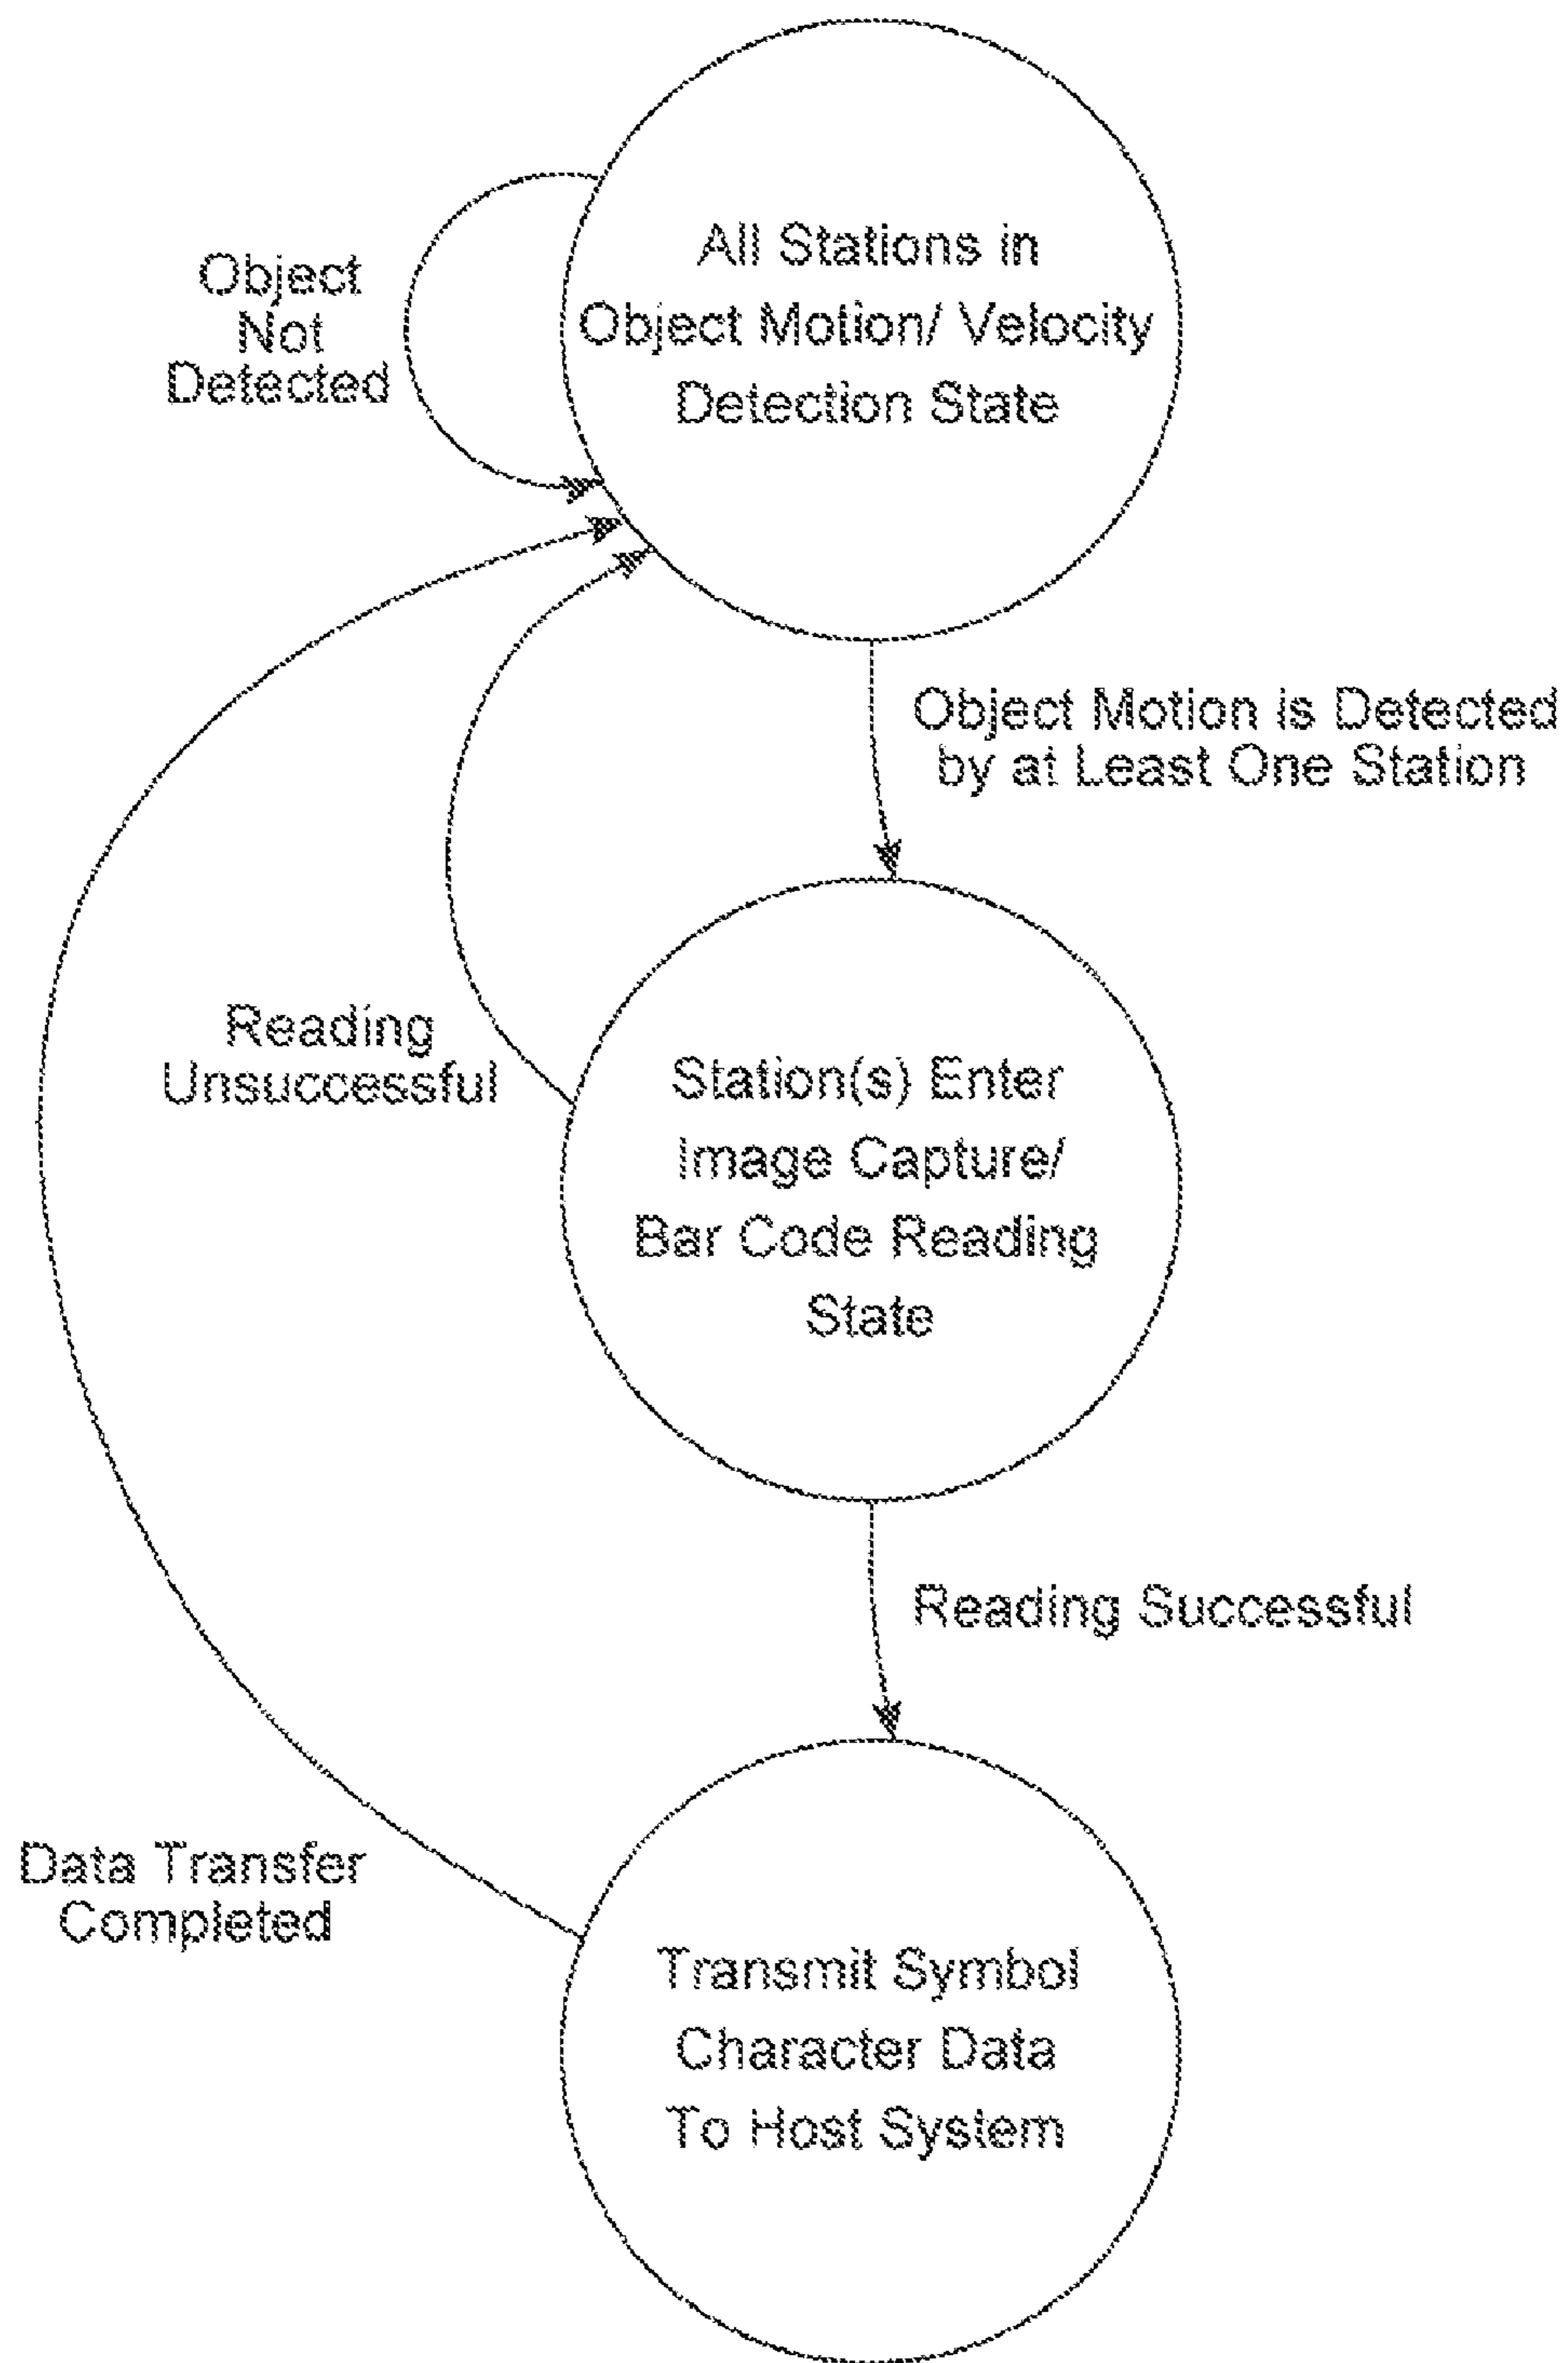 All Stations in
Object Motion/ Velocity
Detection State
Object
Not
Detected
Object Motion is Detected
by at Least One Station
Reading
Unsuccessful
Station(s) Enter
Image Capture/
Bar Code Reading
State
Reading Successful
Data Transfer
Completed
Transmit Symbol
Character Data
To Host System